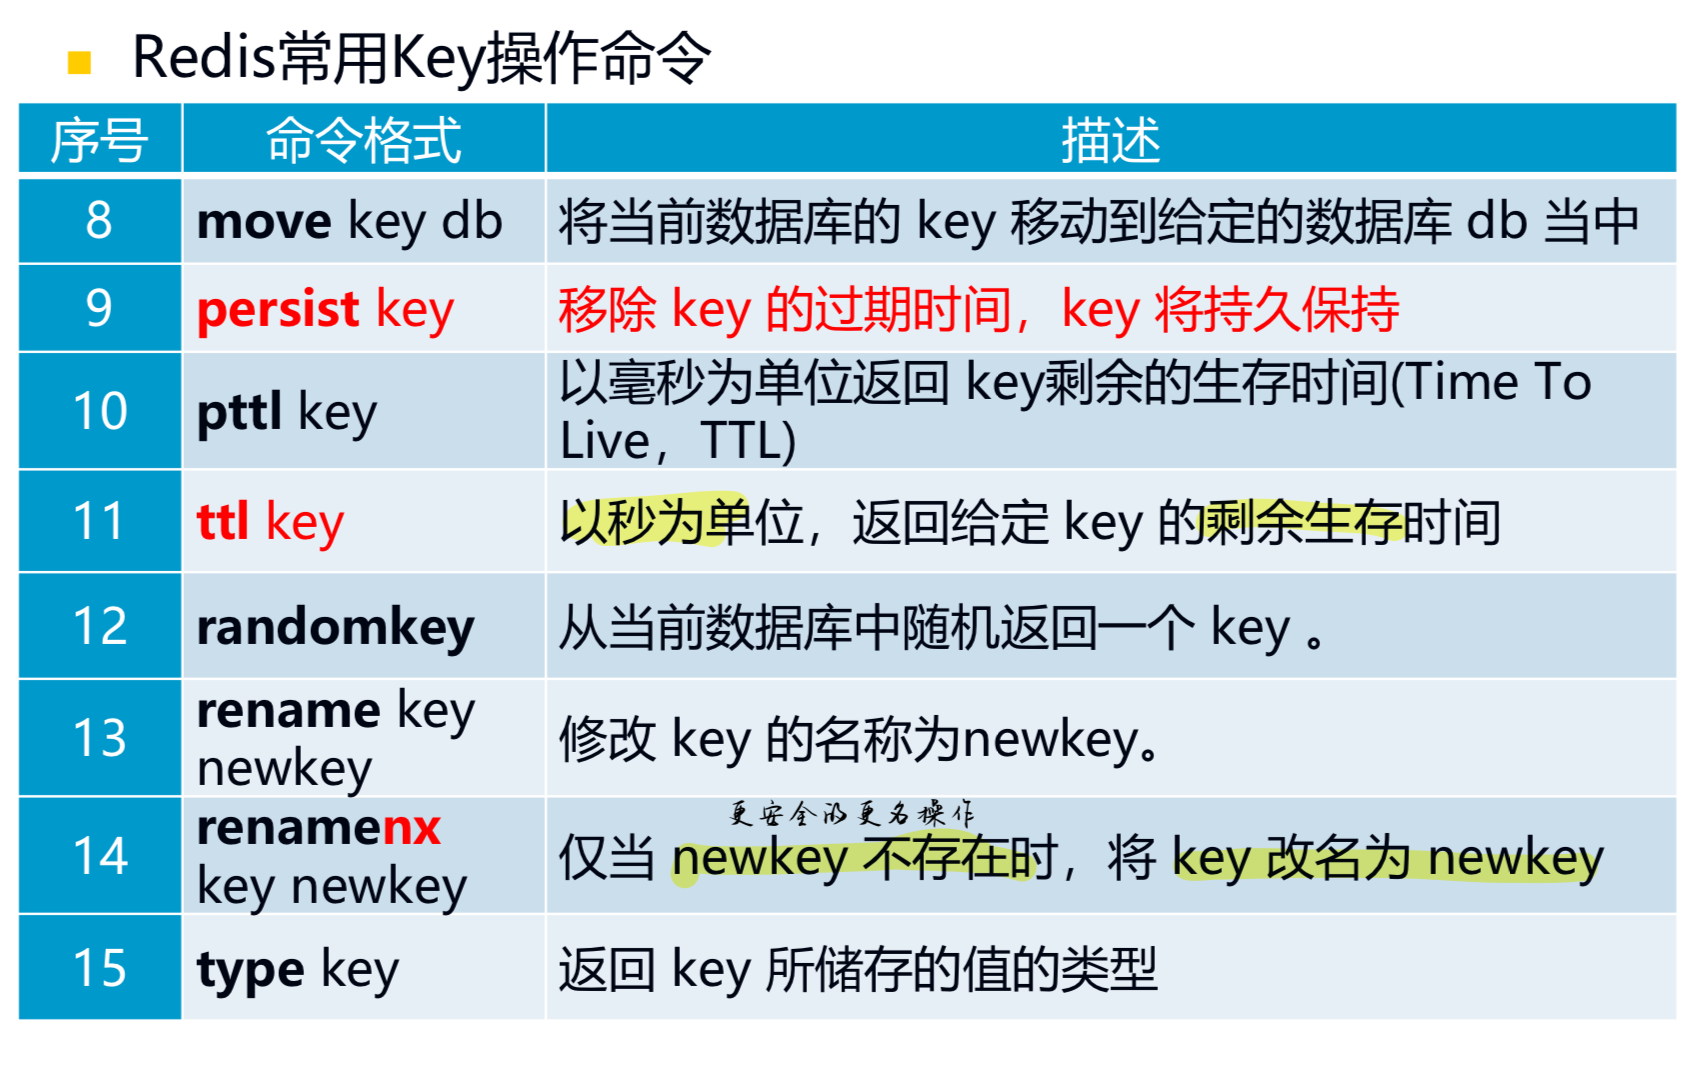 Redis常用Key操作命令
序号 命令格式 描述
8 move key db 将当前数据库的 key 移动到给定的数据库 db 当中
9 persist key 移除 key 的过期时间，key 将持久保持
10 pttl key 以毫秒为单位返回 key剩余的生存时间(Time To
Live，TTL)
11 ttl key 以秒为单位，返回给定 key 的剩余生存时间
12 randomkey 从当前数据库中随机返回一个 key 。
13 rename key
newkey 修改 key 的名称为newkey。
更安全的更名操作
14 renamenx
key newkey 仅当 newkey 不存在时，将 key 改名为 newkey
15 type key 返回 key 所储存的值的类型